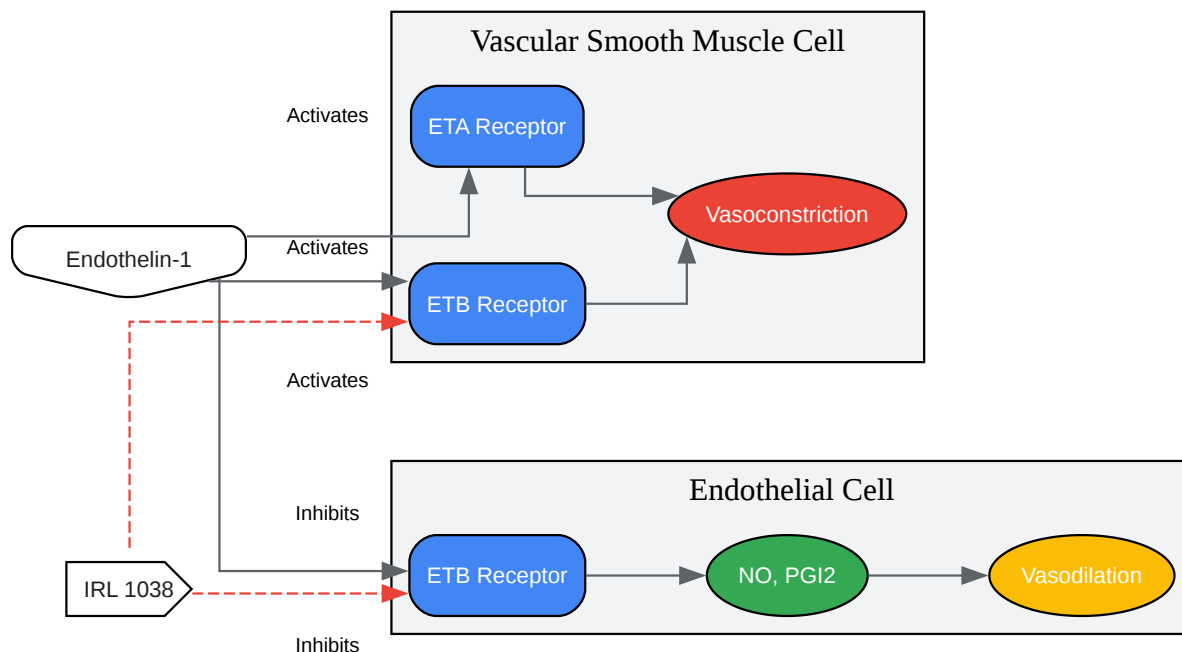 Vascular Smooth Muscle Cell
Activates
ETA Receptor
Vasoconstriction
Activates
Endothelin-1
ETB Receptor
Activates
Endothelial Cell
Inhibits
ETB Receptor
NO, PGI2
Vasodilation
IRL 1038
Inhibits